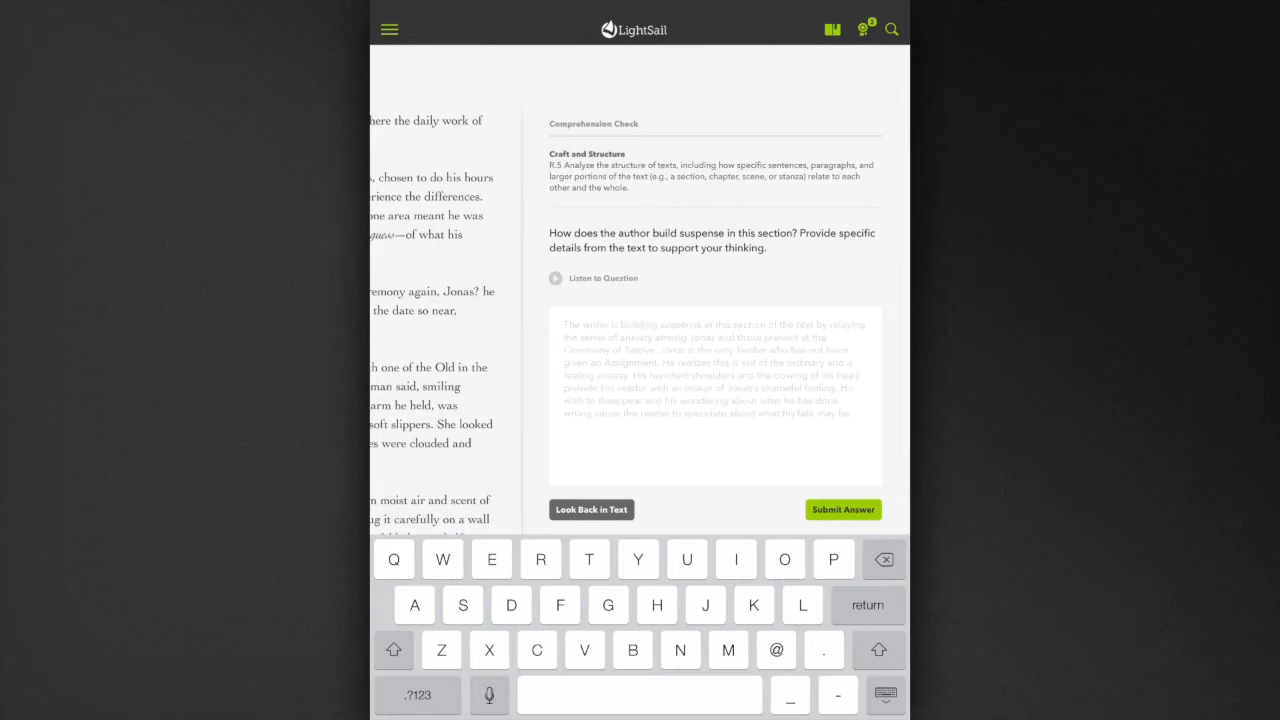 LightSail
2
here the daily work of
s, chosen to do his hours
erience the differences.
one area meant he was
guess—of what his
remony again, Jonas? he
the date so near,
th one of the Old in the
man said, smiling
arm he held, was
soft slippers. She looked
es were clouded and
m moist air and scent of
ug it carefully on a wall
Comprehension Check
Craft and Structure
R.5 Analyze the structure of texts, including how specific sentences, paragraphs, and
larger portions of the text (e.g., a section, chapter, scene, or stanza) relate to each
other and the whole.
How does the author build suspense in this section? Provide specific
details from the text to support your thinking.
Listen to Question
The writer is building suspense in this section of the text by relaying
the sense of anxiety among Jonas and those present at the
Ceremony of Twelve. Jonas is the only Twelve who has not been
given an Assignment. He realizes this is out of the ordinary and is
feeling uneasy. His hunched shoulders and the bowing of his head
provide the reader with an image of Jonas's shameful feeling. His
wish to disappear and his wondering about what he has done
wrong cause the reader to speculate about what his fate may be.
Look Back in Text
Submit Answer
Q W E R T Y U I O P
A S D F G H J K L return
Z X C V B N M @ .
.?123 _ -